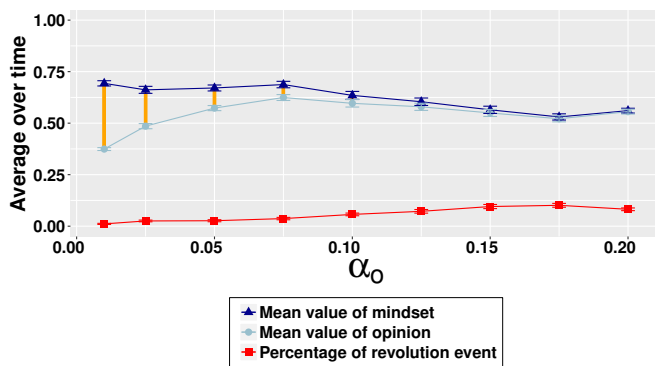 Average over time
1.00
0.75
0.50
0.25
0.00
0.00 0.05 0.10 0.15 0.20
αo
Mean value of mindset
Mean value of opinion
Percentage of revolution event